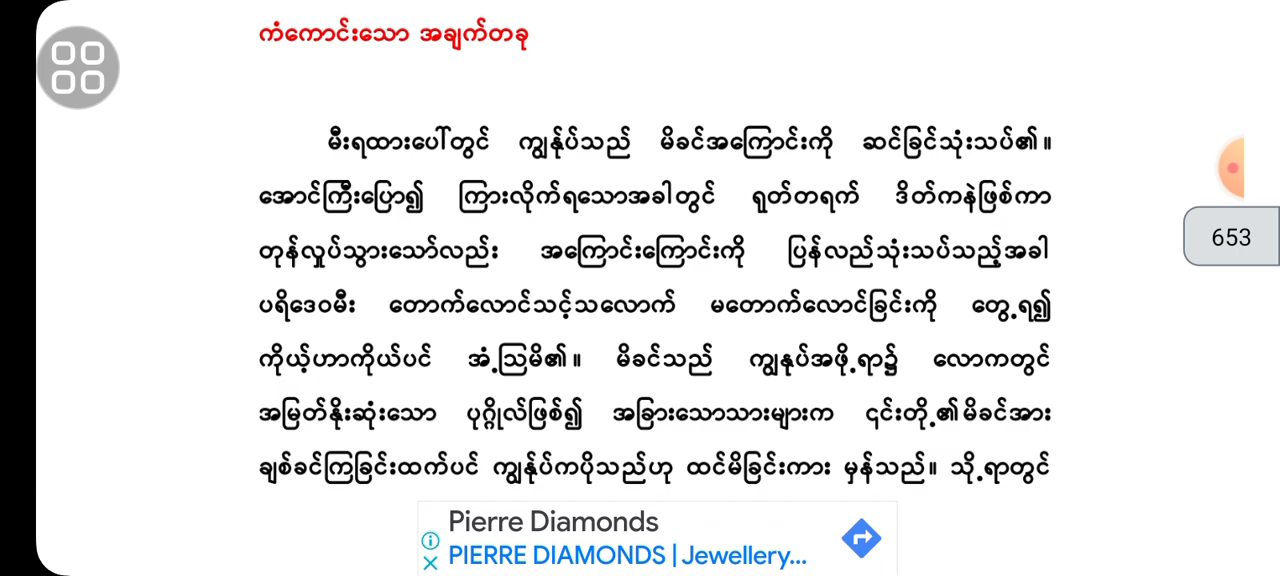 ကံကောင်းသော အချက်တခု
မီးရထားပေါ်တွင် ကျွန်ုပ်သည် မိခင်အကြောင်းကို ဆင်ခြင်သုံးသပ်၏။
အောင်ကြီးပြော၍ ကြားလိုက်ရသောအခါတွင် ရုတ်တရက် ဒိတ်ကနဲဖြစ်ကာ
တုန်လှုပ်သွားသော်လည်း အကြောင်းကြောင်းကို ပြန်လည်သုံးသပ်သည့်အခါ
ပရိဒေဝမီး တောက်လောင်သင့်သလောက် မတောက်လောင်ခြင်းကို တွေ့ရ၍
ကိုယ့်ဟာကိုယ်ပင် အံ့ဩမိ၏။ မိခင်သည် ကျွနုပ်အဖို့ရာ၌ လောကတွင်
အမြတ်နိုးဆုံးသော ပုဂ္ဂိုလ်ဖြစ်၍ အခြားသောသားများက ၎င်းတို့၏မိခင်အား
ချစ်ခင်ကြခြင်းထက်ပင် ကျွန်ုပ်ကပိုသည်ဟု ထင်မိခြင်းကား မှန်သည်။ သို့ရာတွင်
653
Pierre Diamonds
PIERRE DIAMONDS | Jewellery...